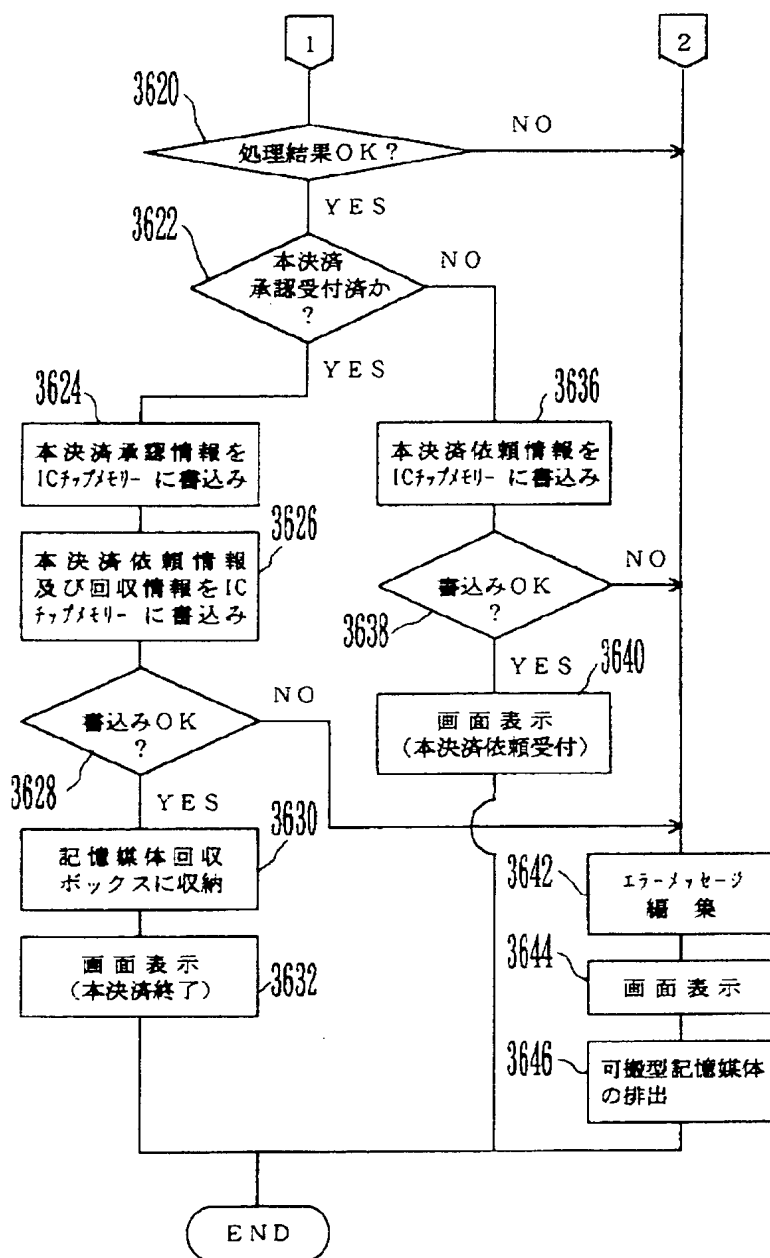 1
2
3620
処理結果OK?
NO
YES
3622
本決済
承認受付済か
?
NO
YES
3624
本決済承認情報を
ICチップメモリーに書込み
3636
本決済依頼情報を
ICチップメモリーに書込み
3626
本決済依頼情報
及び回収情報をIC
チップメモリーに書込み
書込みOK
?
NO
3638
YES
3640
画面表示
(本決済依頼受付)
書込みOK
?
NO
3628
YES
3630
記憶媒体回収
ボックスに収納
3642
エラーメッセージ
編集
画面表示
(本決済終了)
3632
3644
画面表示
3646
可搬型記憶媒体
の排出
END